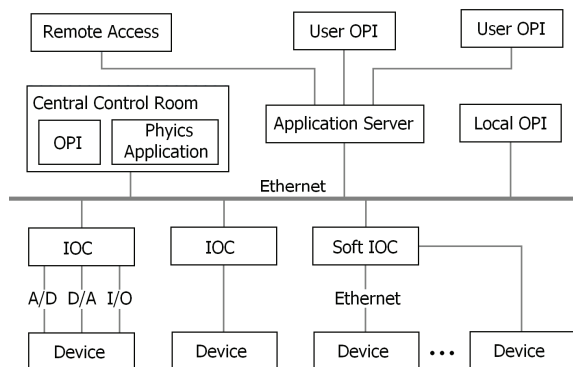 Remote Access
User OPI
User OPI
Central Control Room
OPI
Phyics
Application
Application Server
Local OPI
Ethernet
IOC
IOC
Soft IOC
A/D
D/A
I/O
Ethernet
Device
Device
Device
•••
Device